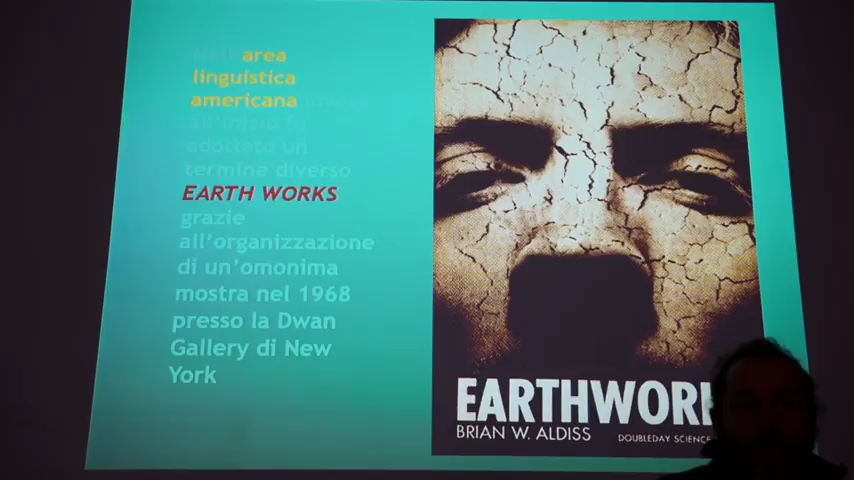 Nell'area
linguistica
americana
all'inizio fu
adottato un
termine diverso
EARTH WORKS
grazie
all'organizzazione
di un'omonima
mostra nel 1968
presso la Dwan
Gallery di New
York
EARTHWOR
BRIAN W. ALDISS
DOUBLEDAY SCIENCE